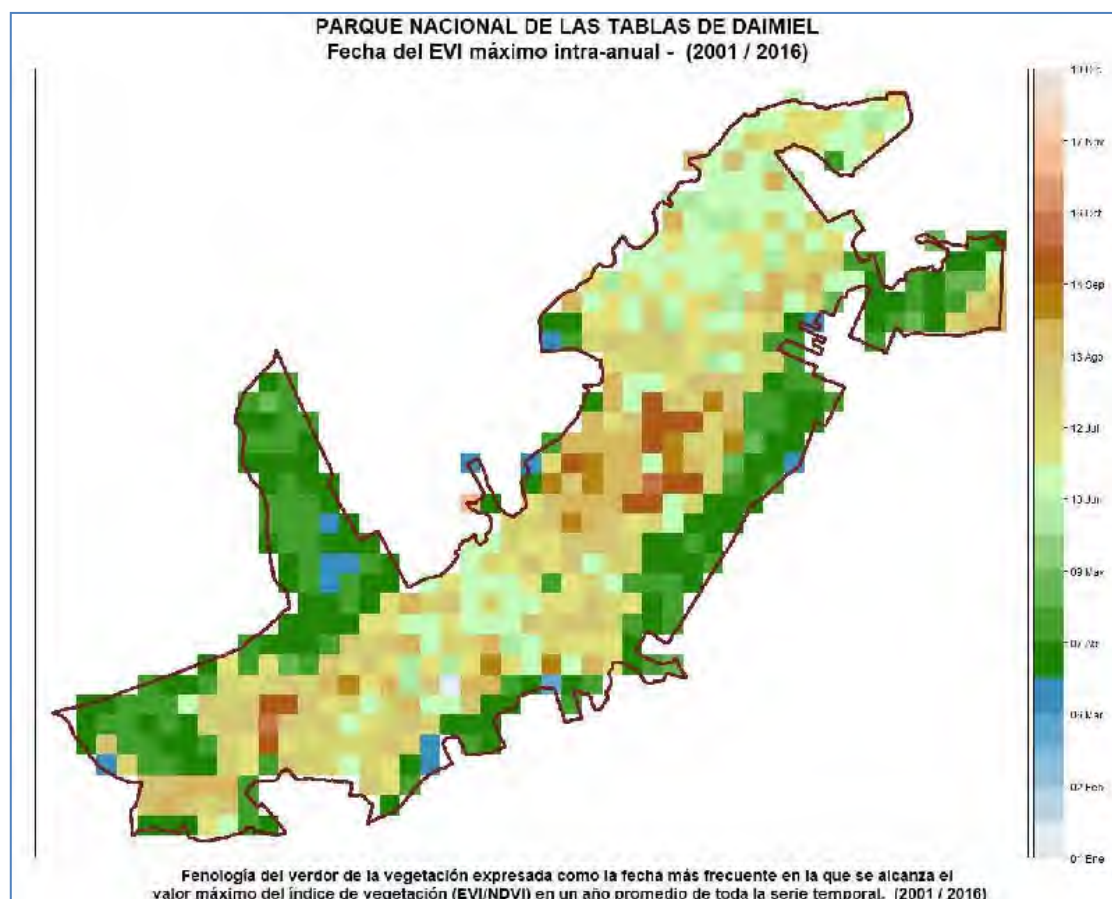 PARQUE NACIONAL DE LAS TABLAS DE DAIMIEL
Fecha del EVI máximo intra-anual - (2001 / 2016)
17 Nov
16 Oct
14 Sep
13 Ago
12 Jul
10 Jun
09 May
07 Abr
06 Mar
02 Feb
01 Ene
Fenología del verdor de la vegetación expresada como la fecha más frecuente en la que se alcanza el
valor máximo del índice de vegetación (EVI/NDVI) en un año promedio de toda la serie temporal. (2001 / 2016)